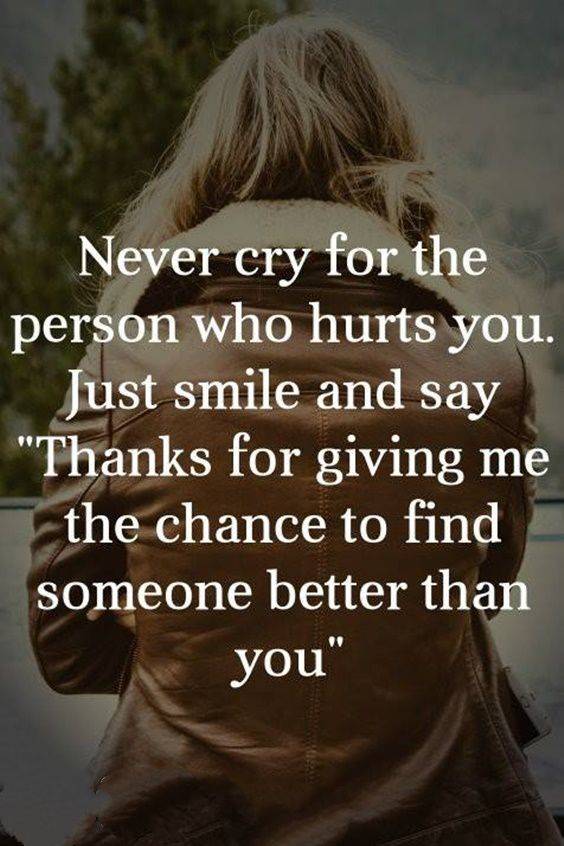 Never cry for the
person who hurts you.
Just smile and say
"Thanks for giving me
the chance to find
someone better than
you"